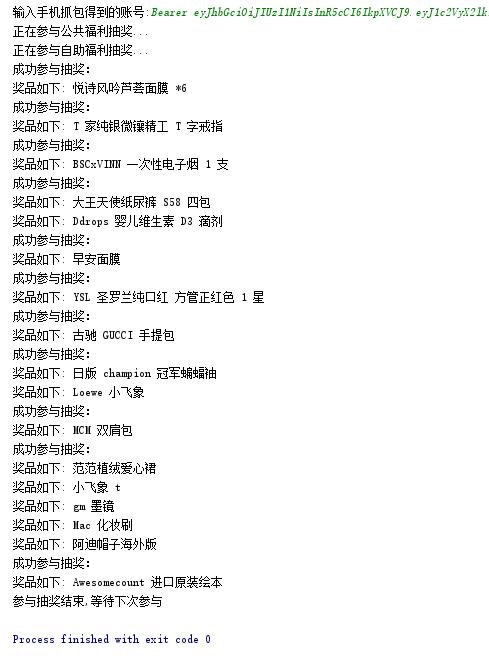 输入手机抓包得到的账号:Bearer eyJhbGciOiJIUzI1NiIsInR5cCI6IkpXVCJ9.eyJ1c2VyX2lk
正在参与公共福利抽奖...
正在参与自助福利抽奖...
成功参与抽奖:
奖品如下: 悦诗风吟芦荟面膜 *6
成功参与抽奖:
奖品如下: T 家纯银微镶精工 T 字戒指
成功参与抽奖:
奖品如下: BSCxVINN 一次性电子烟 1 支
成功参与抽奖:
奖品如下: 大王天使纸尿裤 S58 四包
奖品如下: Ddrops 婴儿维生素 D3 滴剂
成功参与抽奖:
奖品如下: 早安面膜
成功参与抽奖:
奖品如下: YSL 圣罗兰纯口红 方管正红色 1 星
成功参与抽奖:
奖品如下: 古驰 GUCCI 手提包
成功参与抽奖:
奖品如下: 日版 champion 冠军蝙蝠袖
奖品如下: Loewe 小飞象
成功参与抽奖:
奖品如下: MCM 双肩包
成功参与抽奖:
奖品如下: 范范植绒爱心裙
奖品如下: 小飞象 t
奖品如下: gm 墨镜
奖品如下: Mac 化妆刷
奖品如下: 阿迪帽子海外版
成功参与抽奖:
奖品如下: Awesomecount 进口原装绘本
参与抽奖结束,等待下次参与
Process finished with exit code 0